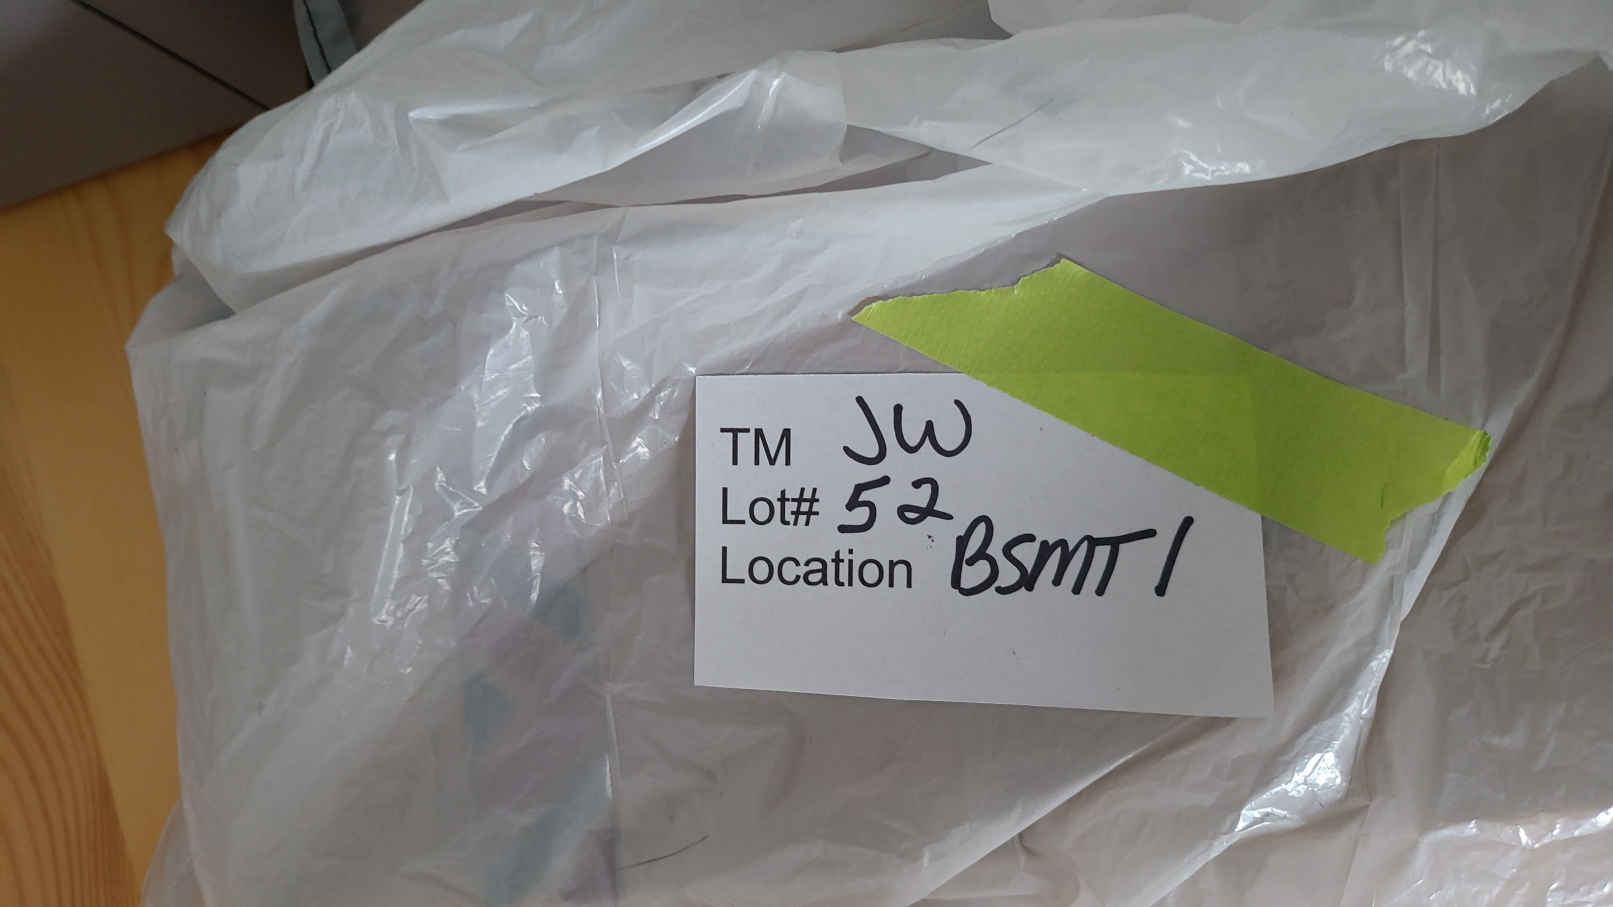 TM JW
Lot# 52
Location BSMT 1